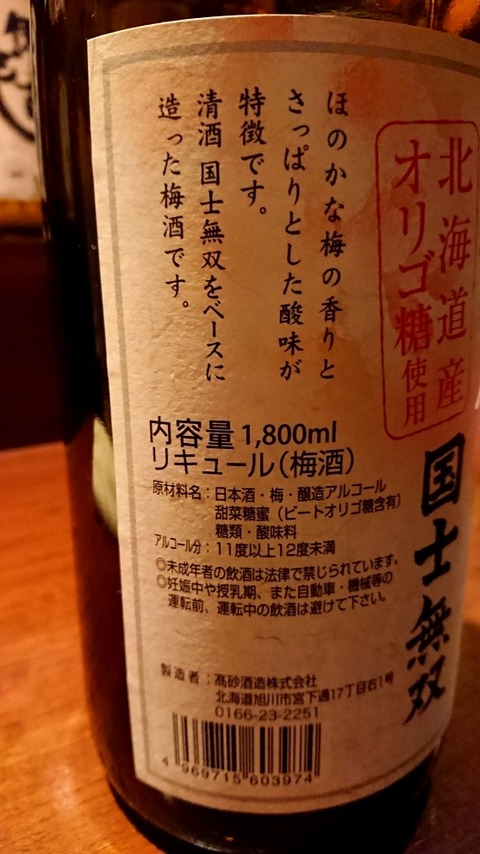 北海道産
オリゴ糖使用
国士無双
ほのかな梅の香りと
さっぱりとした酸味が
特徴です。
清酒 国士無双をベースに
造った梅酒です。
内容量 1,800ml
リキュール(梅酒)
原材料名:日本酒・梅・醸造アルコール
甜菜糖蜜(ビートオリゴ糖含有)
糖類・酸味料
アルコール分:11度以上12度未満
◎未成年者の飲酒は法律で禁じられています。
◎妊娠中や授乳期、また自動車・機械等の
運転前、運転中の飲酒は避けて下さい。
製造者:髙砂酒造株式会社
北海道旭川市宮下通17丁目右1号
0166-23-2251
4 969715 603974